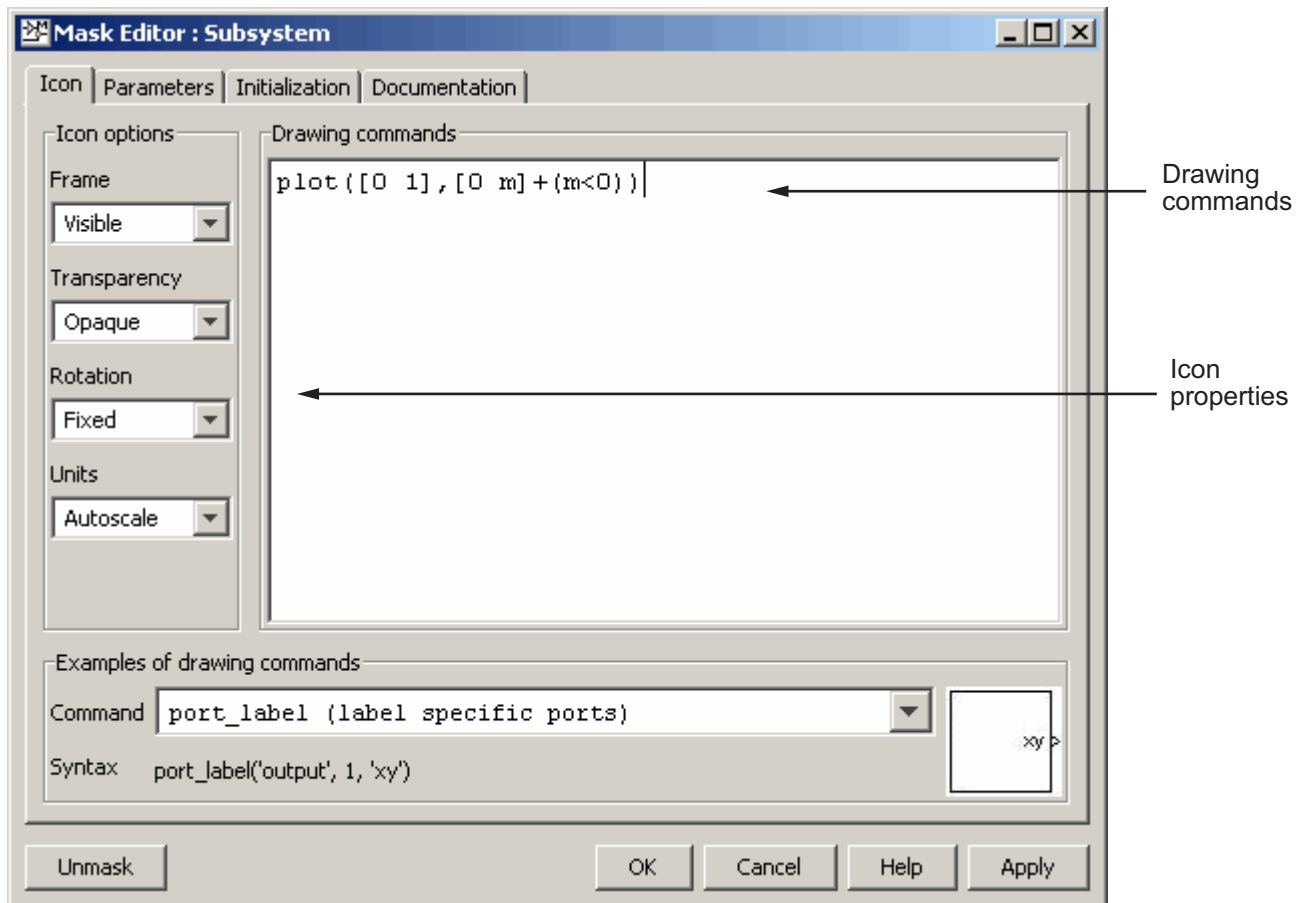 Mask Editor : Subsystem
Icon Parameters Initialization Documentation
Icon options
Drawing commands
Frame
Visible
Transparency
Opaque
Rotation
Fixed
Units
Autoscale
plot([0 1],[0 m]+(m<0))
Drawing
commands
Icon
properties
Examples of drawing commands
Command port_label (label specific ports)
Syntax port_label('output', 1, 'xy')
xy >
Unmask OK Cancel Help Apply